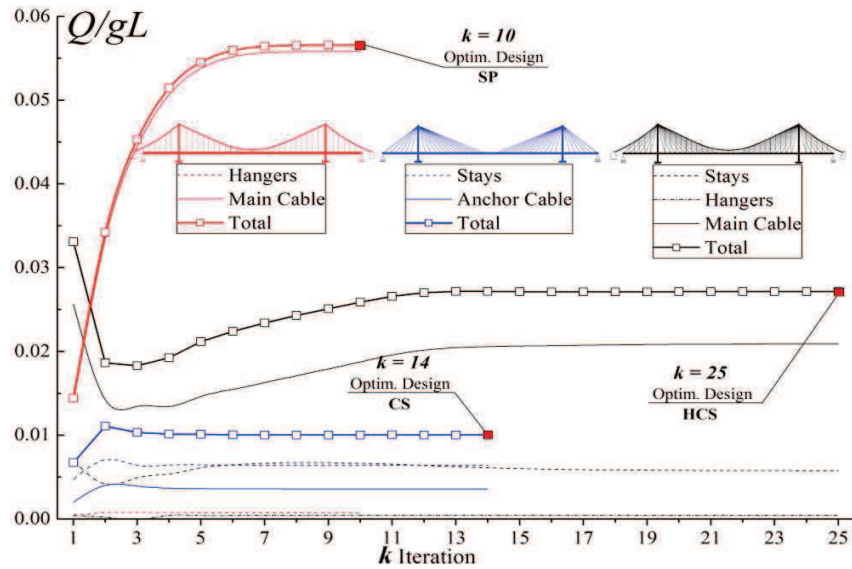 Q/gL
0.06
0.05
0.04
0.03
0.02
0.01
0.00
k = 10
Optim. Design
SP
Hangers
Main Cable
Total
Stays
Anchor Cable
Total
Stays
Hangers
Main Cable
Total
k = 14
Optim. Design
CS
k = 25
Optim. Design
HCS
1 3 5 7 9 11 13 15 17 19 21 23 25
k Iteration